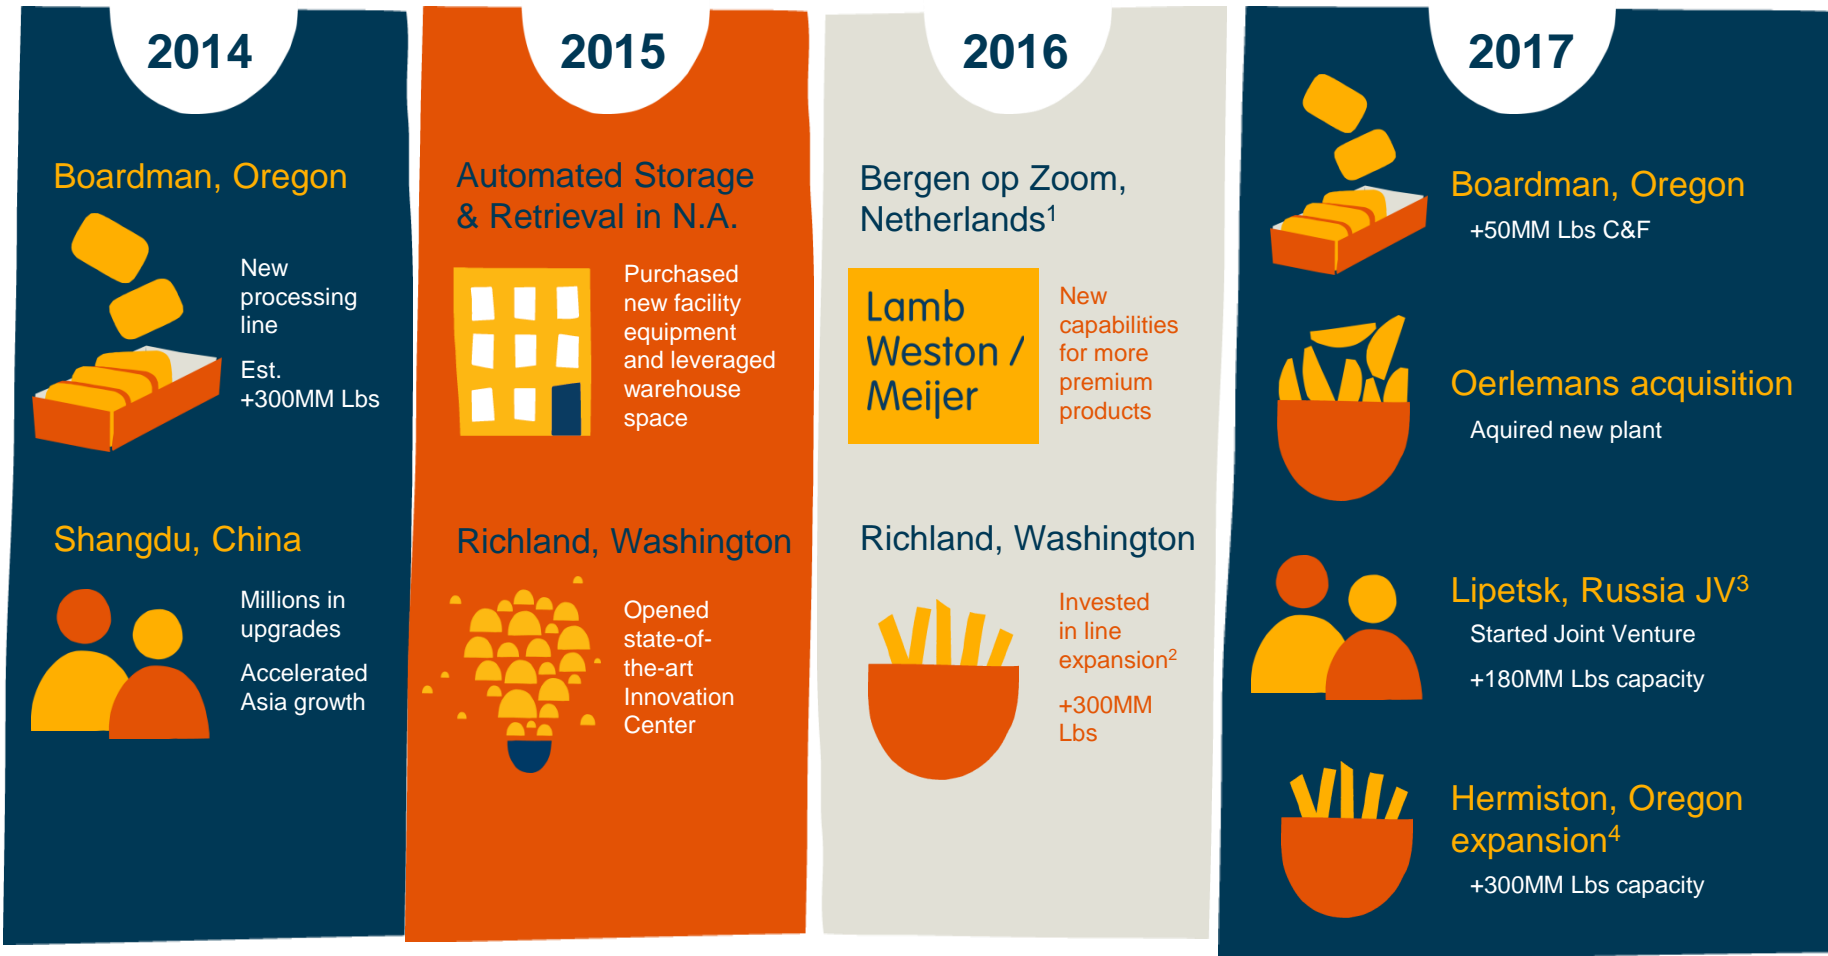 2014
Boardman, Oregon
New
processing
line
Est.
+300MM Lbs
Shangdu, China
Millions in
upgrades
Accelerated
Asia growth
2015
Automated Storage
& Retrieval in N.A.
Purchased
new facility
equipment
and leveraged
warehouse
space
Richland, Washington
Opened
state-of-
the-art
Innovation
Center
2016
Bergen op Zoom,
Netherlands¹
Lamb
Weston /
Meijer
New
capabilities
for more
premium
products
Richland, Washington
Invested
in line
expansion²
+300MM
Lbs
2017
Boardman, Oregon
+50MM Lbs C&F
Oerlemans acquisition
Aquired new plant
Lipetsk, Russia JV³
Started Joint Venture
+180MM Lbs capacity
Hermiston, Oregon
expansion⁴
+300MM Lbs capacity